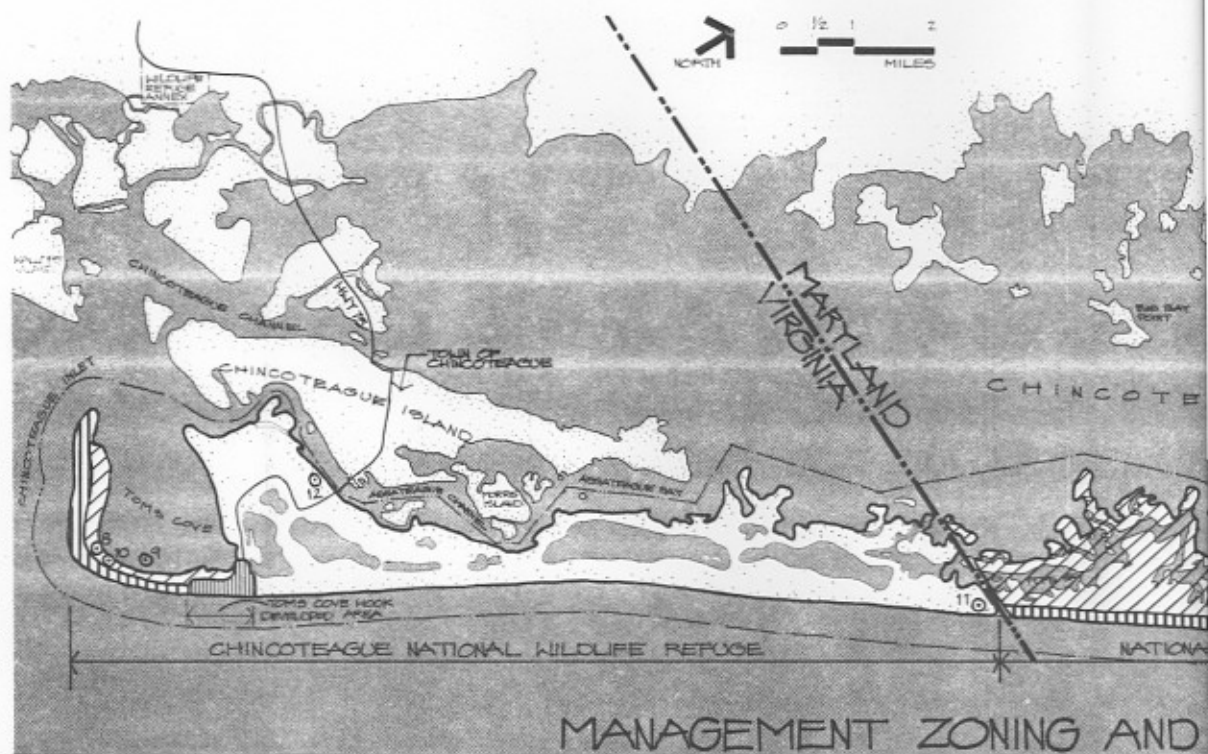 0 1/2 1 2
NORTH
MILES
WILDLIFE
REFUGE
ANNEX
CHINCOTEAGUE CHANNEL
HWY 175
MARYLAND
VIRGINIA
TOWN OF
CHINCOTEAGUE
CHINCOTEAGUE
ISLAND
CHINCOTE
CHINCOTEAGUE INLET
TOMS COVE
12
ASSATEAGUE CHANNEL
MORRIS
ISLAND
ASSATEAGUE BAY
8
10
9
11
TOMS COVE HOOK
DEVELOPED AREA
CHINCOTEAGUE NATIONAL WILDLIFE REFUGE
NATIONA
MANAGEMENT ZONING AND